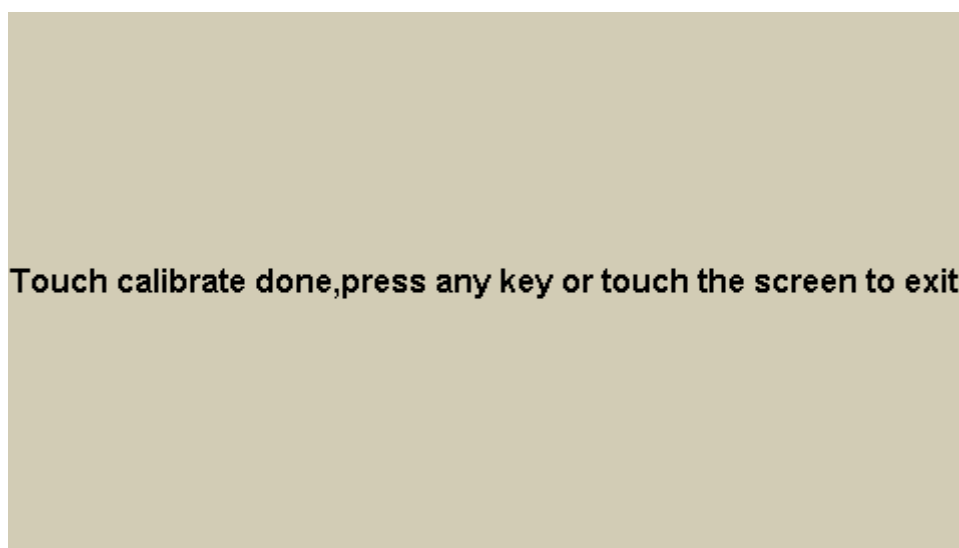 Touch calibrate done,press any key or touch the screen to exit